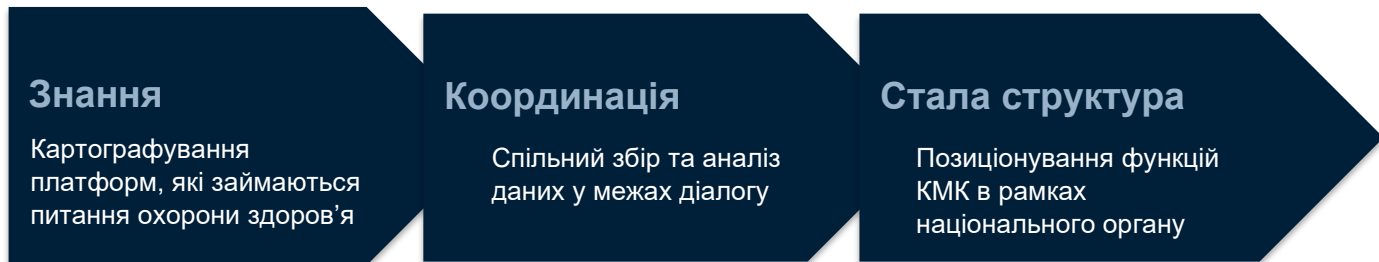 Знання
Картографування
платформ, які займаються
питання охорони здоров’я
Координація
Спільний збір та аналіз
даних у межах діалогу
Стала структура
Позиціонування функцій
КМК в рамках
національного органу